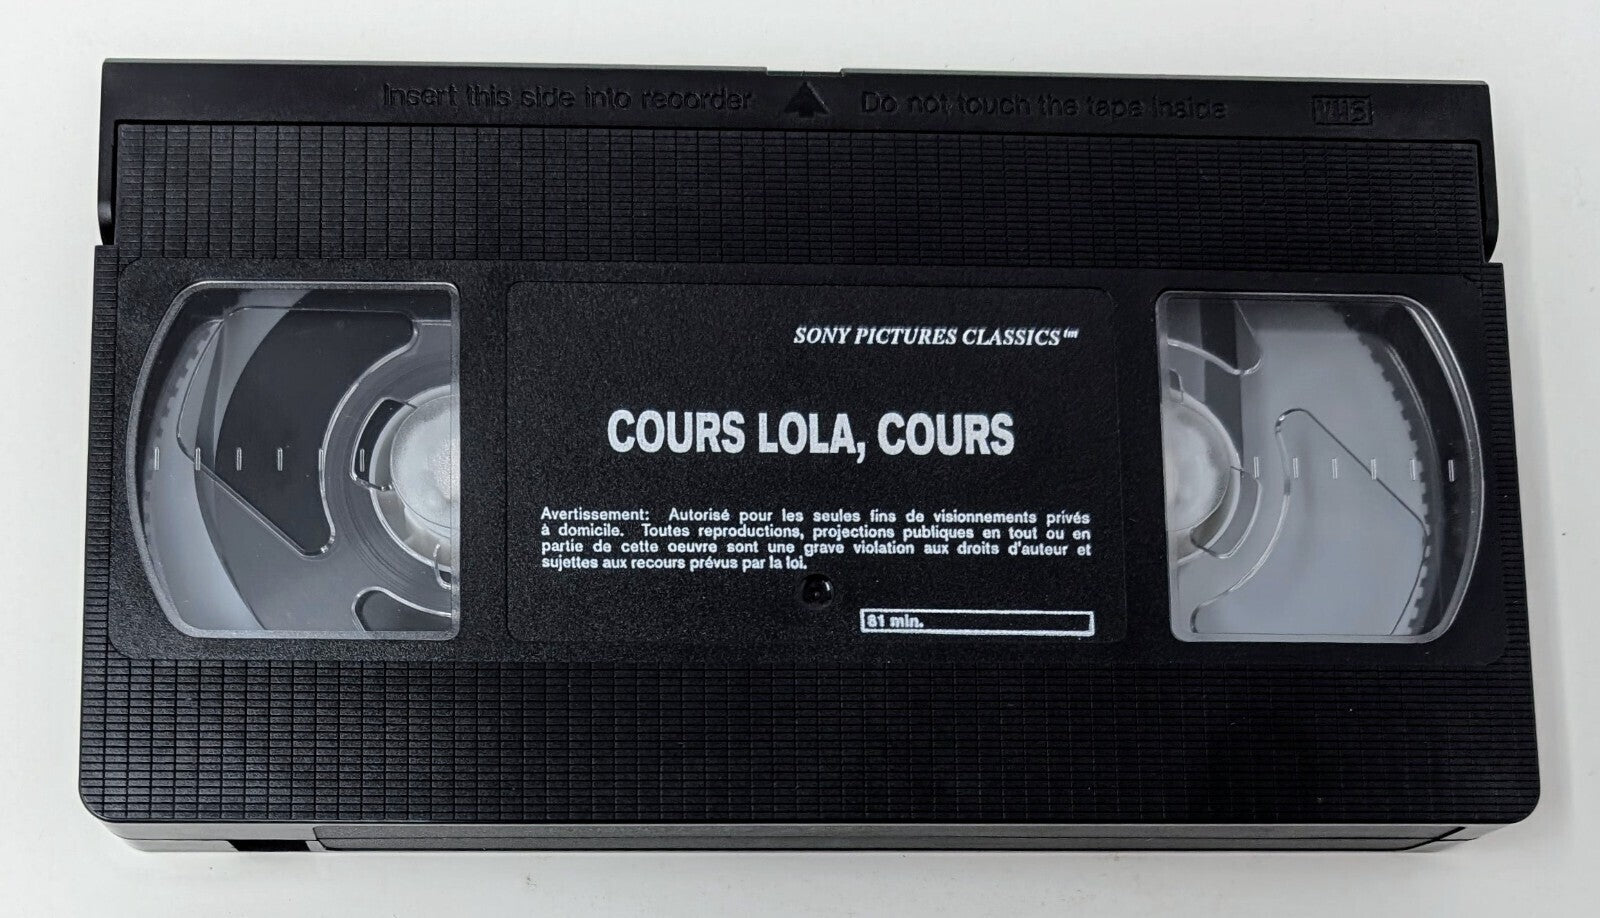 Insert this side into recorder
Do not touch the tape inside
VHS
SONY PICTURES CLASSICS™
COURS LOLA, COURS
Avertissement: Autorisé pour les seules fins de visionnements privés
à domicile. Toutes reproductions, projections publiques en tout ou en
partie de cette oeuvre sont une grave violation aux droits d'auteur et
sujettes aux recours prévus par la loi.
81 min.